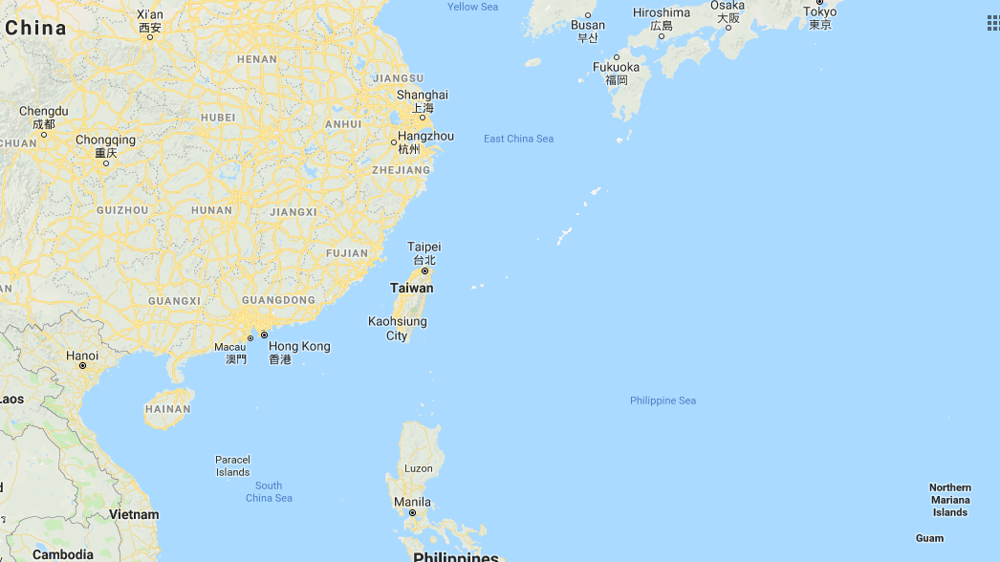 Yellow Sea
Xi'an
西安
China
Busan
부산
Hiroshima
広島
Osaka
大阪
Tokyo
東京
HENAN
JIANGSU
Fukuoka
福岡
Shanghai
上海
Chengdu
成都
HUBEI
ANHUI
Chongqing
重庆
Hangzhou
杭州
East China Sea
CHUAN
ZHEJIANG
GUIZHOU
HUNAN
JIANGXI
FUJIAN
Taipei
台北
Taiwan
AN
GUANGXI
GUANGDONG
Kaohsiung
City
Macau
澳門
Hong Kong
香港
Hanoi
Laos
HAINAN
Philippine Sea
Paracel
Islands
Luzon
South
China Sea
Manila
Northern
Mariana
Islands
Vietnam
Guam
Cambodia
Philippines